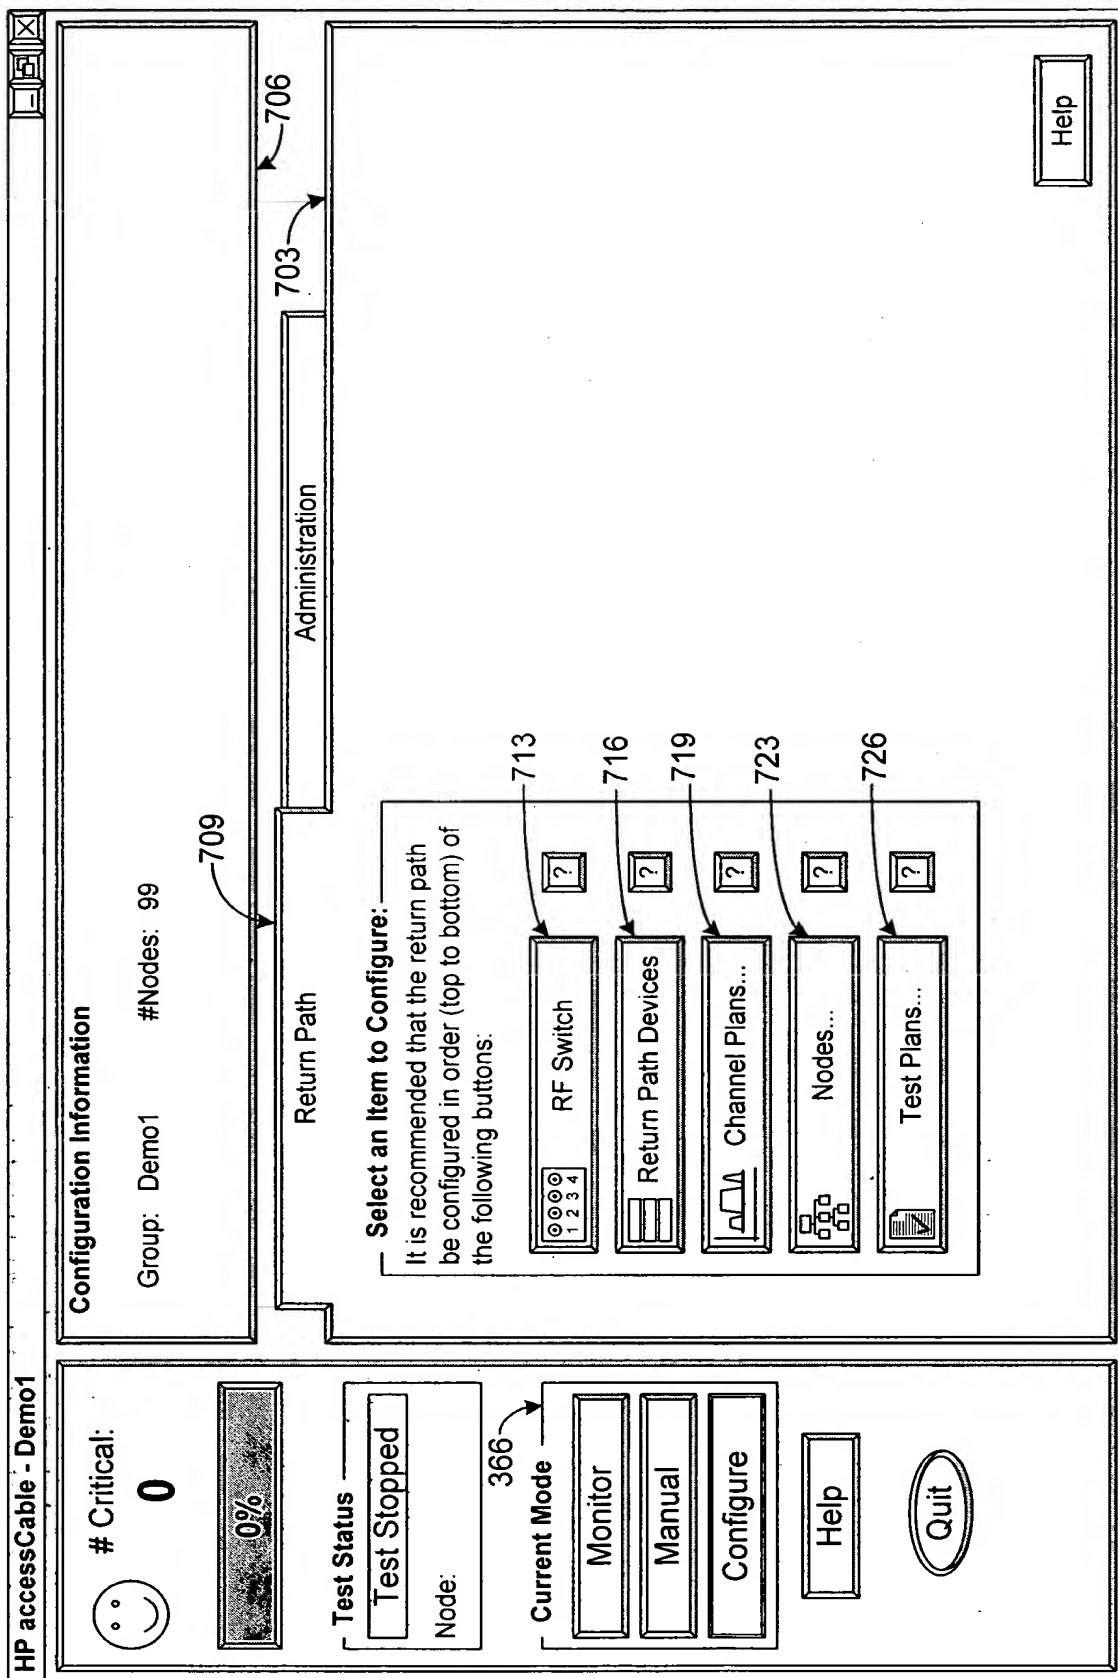 HP accessCable - Demo1
# Critical:
0
0%
Test Status
Test Stopped
Node:
366
Current Mode
Monitor
Manual
Configure
Help
Quit
Configuration Information
Group: Demo1 #Nodes: 99
706
709
703
Return Path
Administration
Select an Item to Configure:
It is recommended that the return path
be configured in order (top to bottom) of
the following buttons:
1 2 3 4
RF Switch
?
713
Return Path Devices
?
716
Channel Plans...
?
719
Nodes...
?
723
Test Plans...
?
726
Help